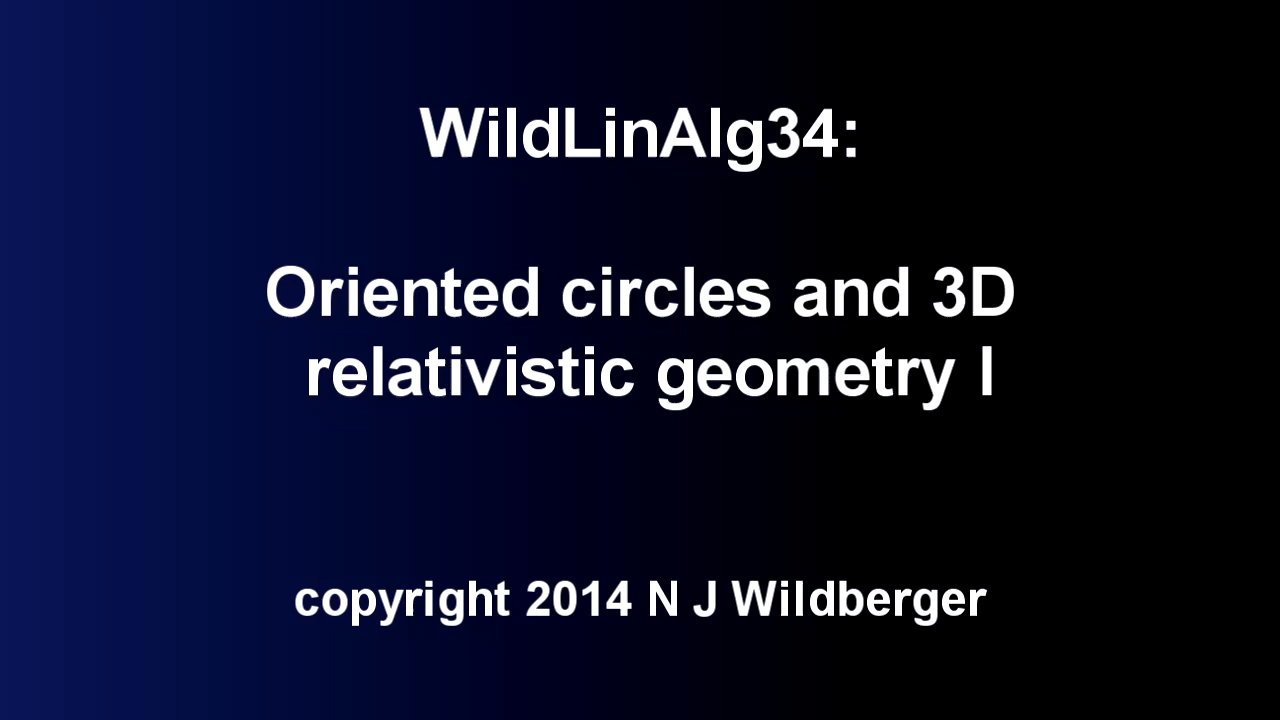 WildLinAlg34:
Oriented circles and 3D
relativistic geometry I
copyright 2014 N J Wildberger